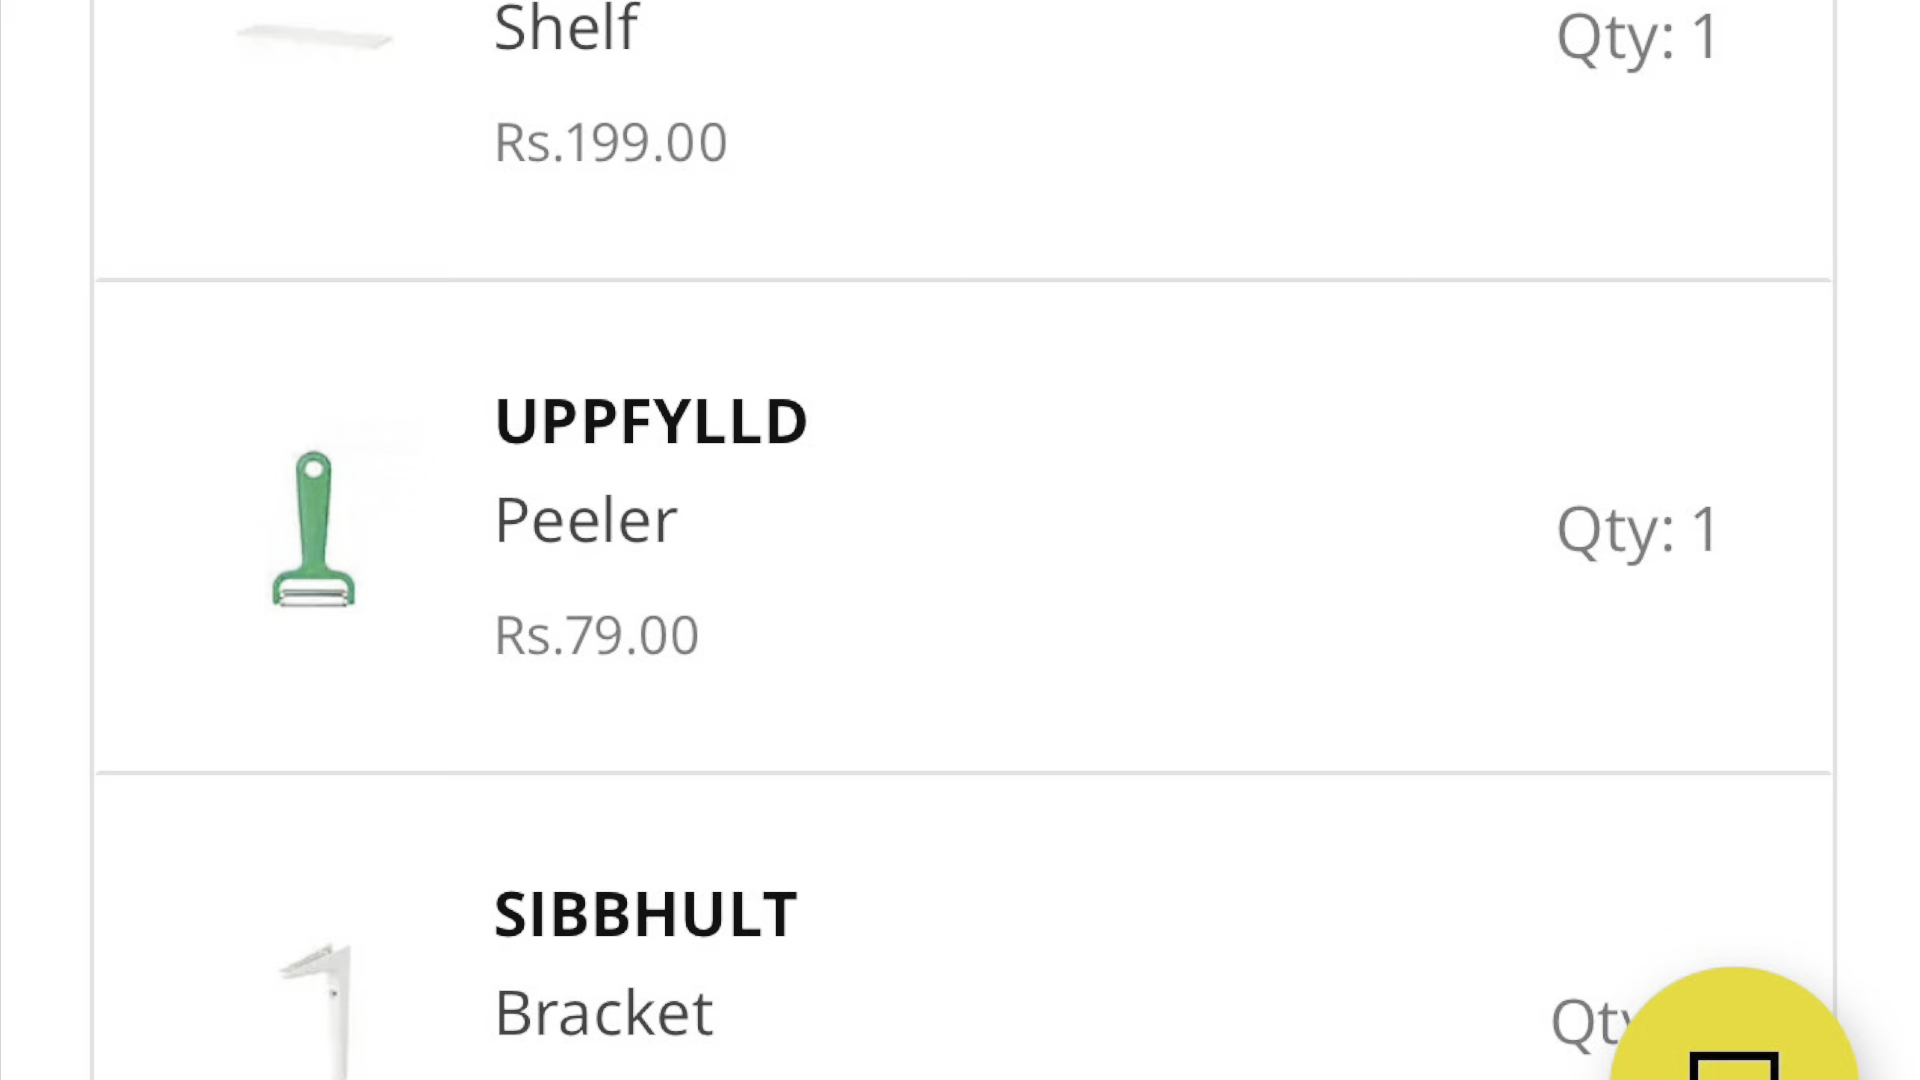 Shelf
Qty: 1
Rs.199.00
UPPFYLLD
Peeler
Qty: 1
Rs.79.00
SIBBHULT
Bracket